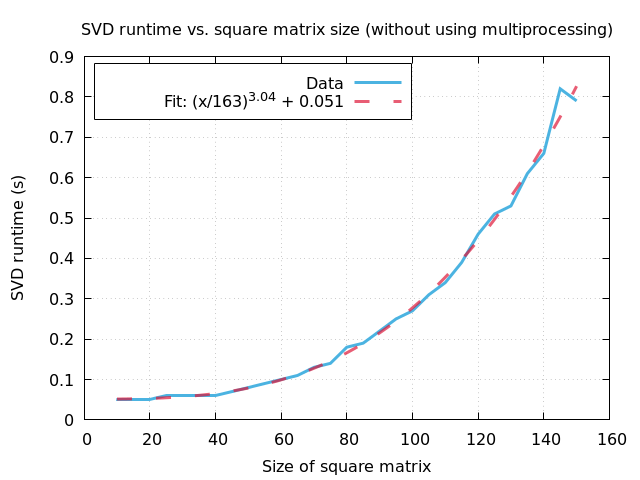 SVD runtime vs. square matrix size (without using multiprocessing)
0.9
0.8
0.7
0.6
0.5
0.4
0.3
0.2
0.1
0
SVD runtime (s)
Data
Fit: (x/163)^3.04 + 0.051
0 20 40 60 80 100 120 140 160
Size of square matrix